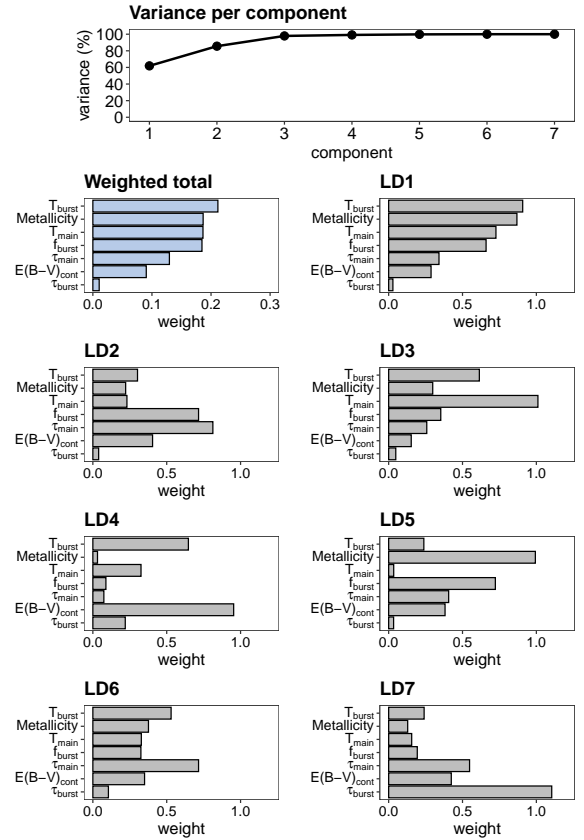 Variance per component
variance (%)
100
80
60
40
20
0
1 2 3 4 5 6 7
component
Weighted total
T_burst
Metallicity
T_main
f_burst
τ_main
E(B−V)_cont
τ_burst
0.0 0.1 0.2 0.3
weight
LD1
T_burst
Metallicity
T_main
f_burst
τ_main
E(B−V)_cont
τ_burst
0.0 0.5 1.0
weight
LD2
T_burst
Metallicity
T_main
f_burst
τ_main
E(B−V)_cont
τ_burst
0.0 0.5 1.0
weight
LD3
T_burst
Metallicity
T_main
f_burst
τ_main
E(B−V)_cont
τ_burst
0.0 0.5 1.0
weight
LD4
T_burst
Metallicity
T_main
f_burst
τ_main
E(B−V)_cont
τ_burst
0.0 0.5 1.0
weight
LD5
T_burst
Metallicity
T_main
f_burst
τ_main
E(B−V)_cont
τ_burst
0.0 0.5 1.0
weight
LD6
T_burst
Metallicity
T_main
f_burst
τ_main
E(B−V)_cont
τ_burst
0.0 0.5 1.0
weight
LD7
T_burst
Metallicity
T_main
f_burst
τ_main
E(B−V)_cont
τ_burst
0.0 0.5 1.0
weight